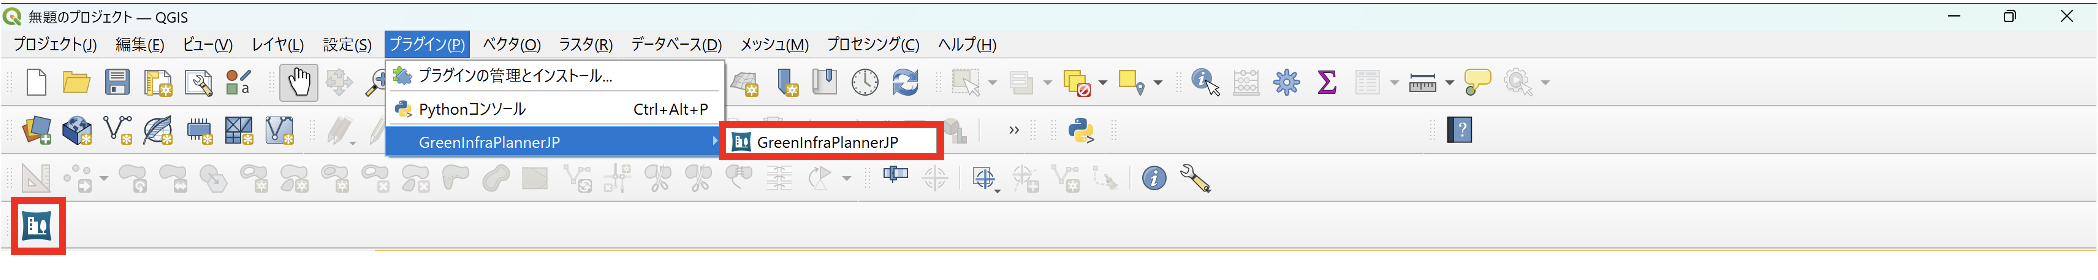 無題のプロジェクト — QGIS
プロジェクト(J) 編集(E) ビュー(V) レイヤ(L) 設定(S) プラグイン(P) ベクタ(O) ラスタ(R) データベース(D) メッシュ(M) プロセシング(C) ヘルプ(H)
プラグインの管理とインストール...
Pythonコンソール Ctrl+Alt+P
GreenInfraPlannerJP
GreenInfraPlannerJP